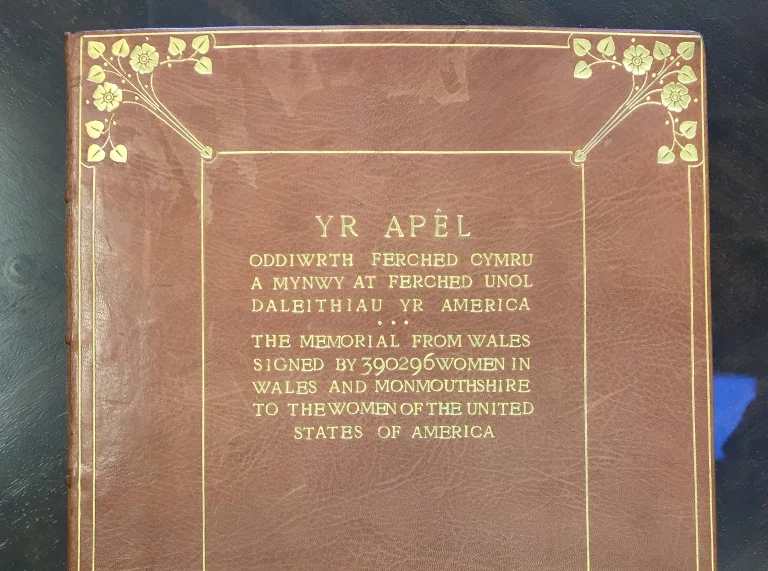 YR APÊL
ODDIWRTH FERCHED CYMRU
A MYNWY AT FERCHED UNOL
DALEITHIAU YR AMERICA
• • •
THE MEMORIAL FROM WALES
SIGNED BY 390296 WOMEN IN
WALES AND MONMOUTHSHIRE
TO THE WOMEN OF THE UNITED
STATES OF AMERICA